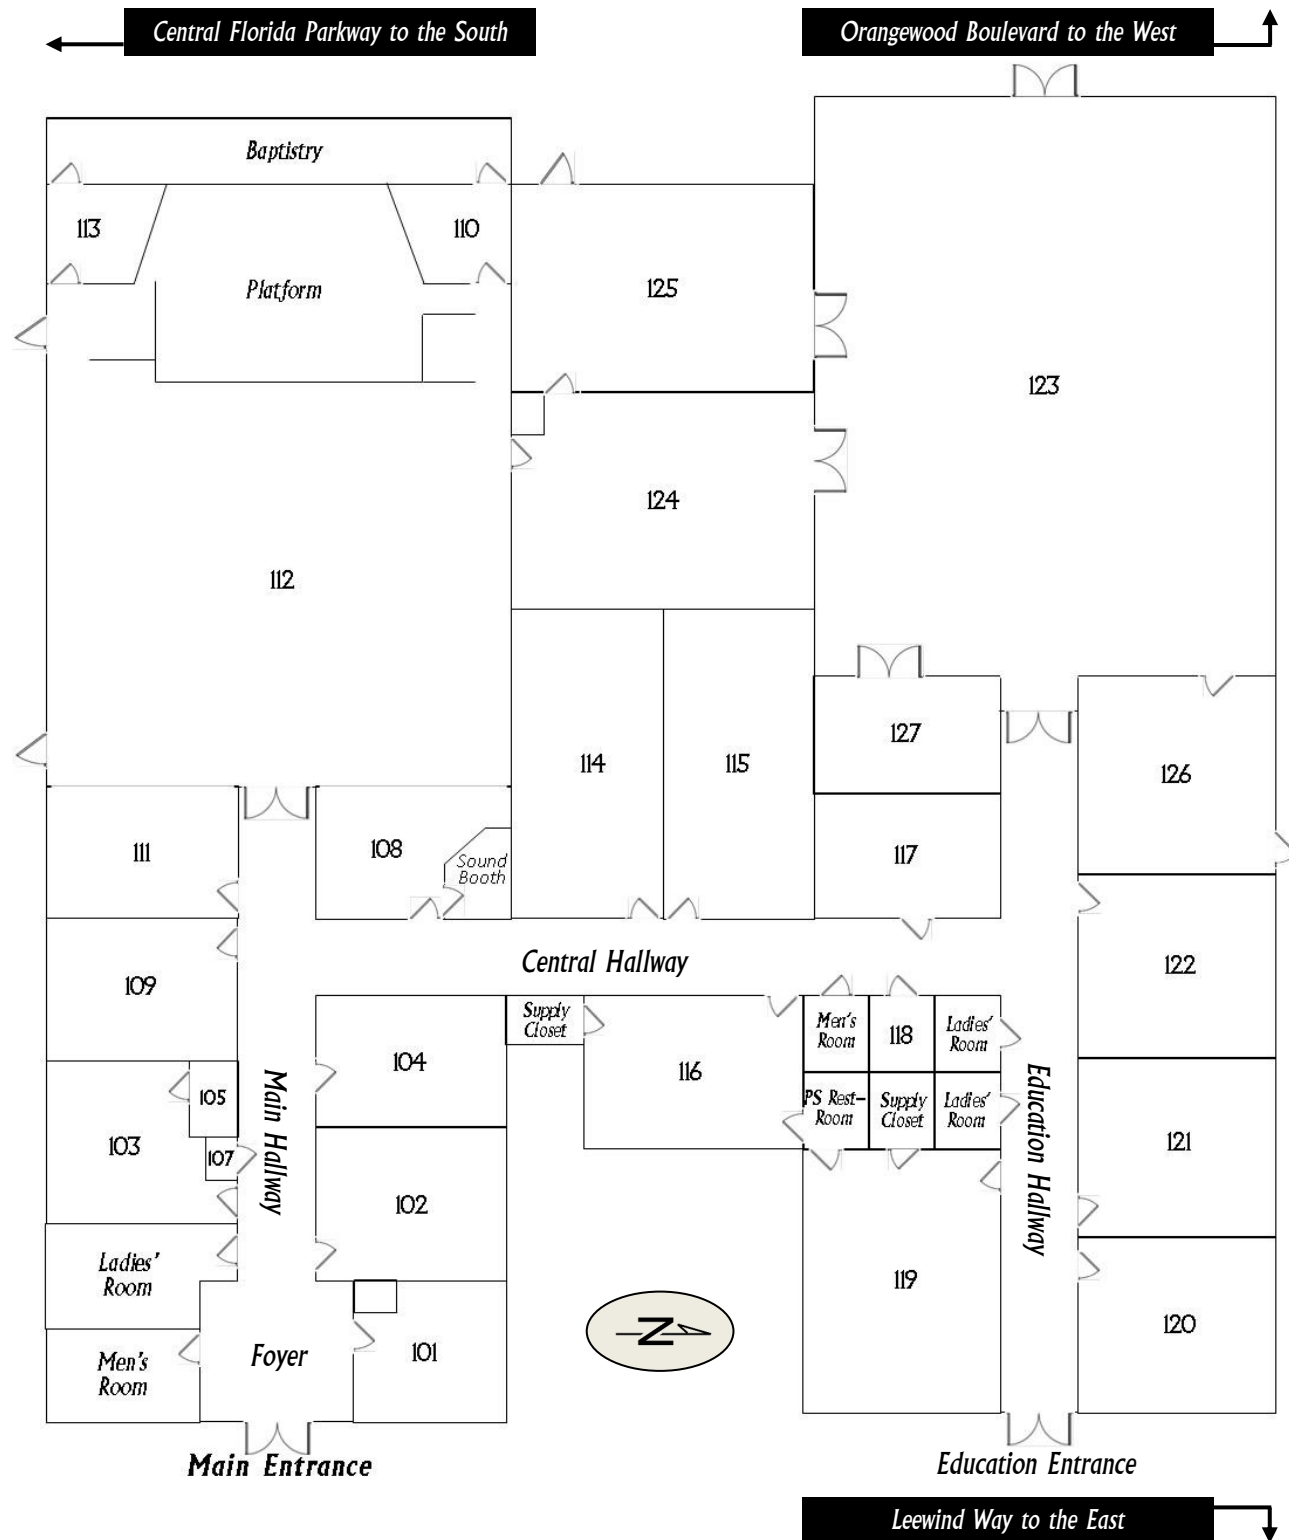 Central Florida Parkway to the South
Orangewood Boulevard to the West
Baptistry
113
110
Platform
125
123
124
112
114
115
127
126
111
108
Sound
Booth
117
Central Hallway
109
122
Supply
Closet
Men's
Room
118
Ladies'
Room
104
116
105
Main Hallway
Education Hallway
PS Rest-
Room
Supply
Closet
Ladies'
Room
103
107
121
102
Ladies'
Room
119
N
120
Foyer
101
Men's
Room
Main Entrance
Education Entrance
Leewind Way to the East